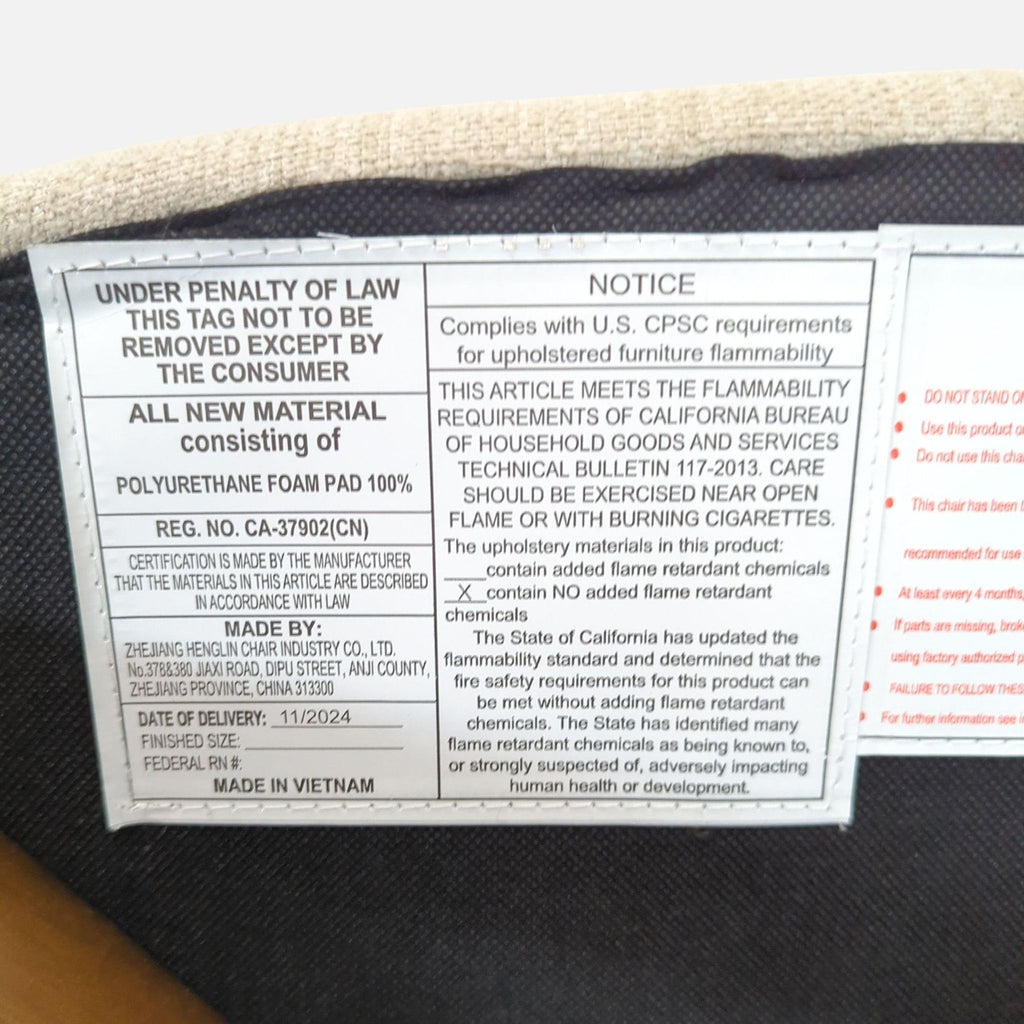 UNDER PENALTY OF LAW
THIS TAG NOT TO BE
REMOVED EXCEPT BY
THE CONSUMER
ALL NEW MATERIAL
consisting of
POLYURETHANE FOAM PAD 100%
REG. NO. CA-37902(CN)
CERTIFICATION IS MADE BY THE MANUFACTURER
THAT THE MATERIALS IN THIS ARTICLE ARE DESCRIBED
IN ACCORDANCE WITH LAW
MADE BY:
ZHEJIANG HENGLIN CHAIR INDUSTRY CO., LTD.
No.378&380 JIAXI ROAD, DIPU STREET, ANJI COUNTY,
ZHEJIANG PROVINCE, CHINA 313300
DATE OF DELIVERY: 11/2024
FINISHED SIZE:
FEDERAL RN #:
MADE IN VIETNAM
NOTICE
Complies with U.S. CPSC requirements
for upholstered furniture flammability
THIS ARTICLE MEETS THE FLAMMABILITY
REQUIREMENTS OF CALIFORNIA BUREAU
OF HOUSEHOLD GOODS AND SERVICES
TECHNICAL BULLETIN 117-2013. CARE
SHOULD BE EXERCISED NEAR OPEN
FLAME OR WITH BURNING CIGARETTES.
The upholstery materials in this product:
____contain added flame retardant chemicals
_X_contain NO added flame retardant
chemicals
The State of California has updated the
flammability standard and determined that the
fire safety requirements for this product can
be met without adding flame retardant
chemicals. The State has identified many
flame retardant chemicals as being known to,
or strongly suspected of, adversely impacting
human health or development.
DO NOT STAND
Use this product
Do not use this
This chair has been
recommended for use
At least every 4 months,
If parts are missing,
using factory authorized
FAILURE TO FOLLOW
For further information see